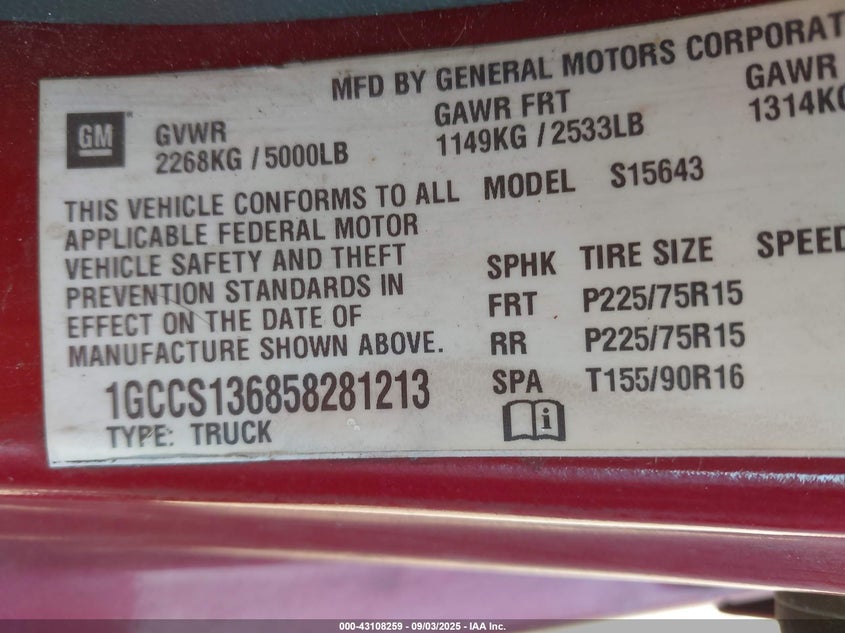 MFD BY GENERAL MOTORS CORPORAT
GM
GVWR
2268KG / 5000LB
GAWR FRT
1149KG / 2533LB
GAWR
1314KG
THIS VEHICLE CONFORMS TO ALL
APPLICABLE FEDERAL MOTOR
VEHICLE SAFETY AND THEFT
PREVENTION STANDARDS IN
EFFECT ON THE DATE OF
MANUFACTURE SHOWN ABOVE.
1GCCS136858281213
TYPE: TRUCK
MODEL S15643
SPHK TIRE SIZE SPEED
FRT P225/75R15
RR P225/75R15
SPA T155/90R16
i
000-43108259 - 09/03/2025 - IAA Inc.